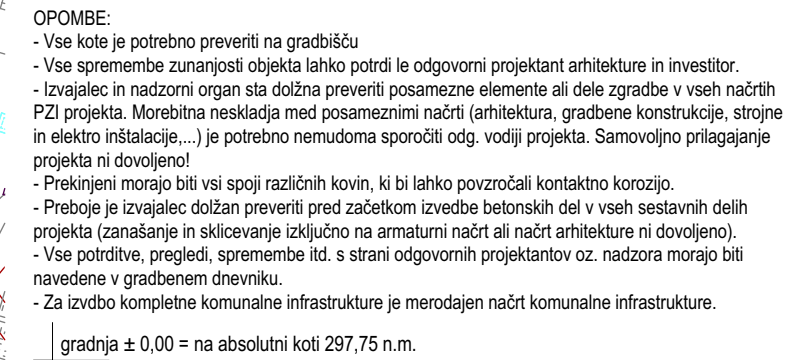 OPOMBE:
- Vse kote je potrebno preveriti na gradbišču
- Vse spremembe zunanjosti objekta lahko potrdi le odgovorni projektant arhitekture in investitor.
- Izvajalec in nadzorni organ sta dolžna preveriti posamezne elemente ali dele zgradbe v vseh načrtih
PZI projekta. Morebitna neskladja med posameznimi načrti (arhitektura, gradbene konstrukcije, strojne
in elektro inštalacije,...) je potrebno nemudoma sporočiti odg. vodiji projekta. Samovoljno prilagajanje
projekta ni dovoljeno!
- Prekinjeni morajo biti vsi spoji različnih kovin, ki bi lahko povzročali kontaktno korozijo.
- Preboje je izvajalec dolžan preveriti pred začetkom izvedbe betonskih del v vseh sestavnih delih
projekta (zanašanje in sklicevanje izključno na armaturni načrt ali načrt arhitekture ni dovoljeno).
- Vse potrditve, pregledi, spremembe itd. s strani odgovornih projektantov oz. nadzora morajo biti
navedene v gradbenem dnevniku.
- Za izvdbo kompletne komunalne infrastrukture je merodajen načrt komunalne infrastrukture.
gradnja ± 0,00 = na absolutni koti 297,75 n.m.